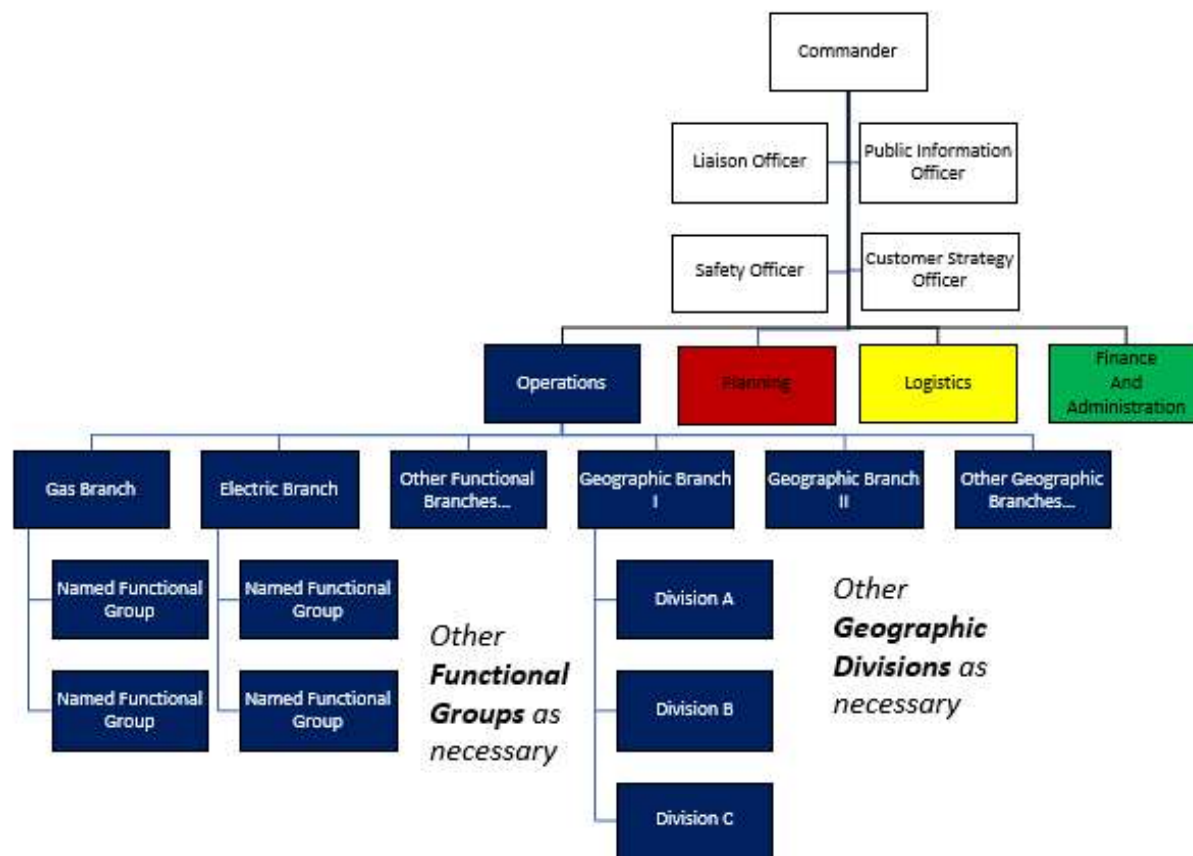 Commander
Liaison Officer
Public Information
Officer
Safety Officer
Customer Strategy
Officer
Operations
Planning
Logistics
Finance
And
Administration
Gas Branch
Electric Branch
Other Functional
Branches...
Geographic Branch
I
Geographic Branch
II
Other Geographic
Branches...
Named Functional
Group
Named Functional
Group
Division A
Named Functional
Group
Named Functional
Group
Division B
Division C
Other
Functional
Groups as
necessary
Other
Geographic
Divisions as
necessary